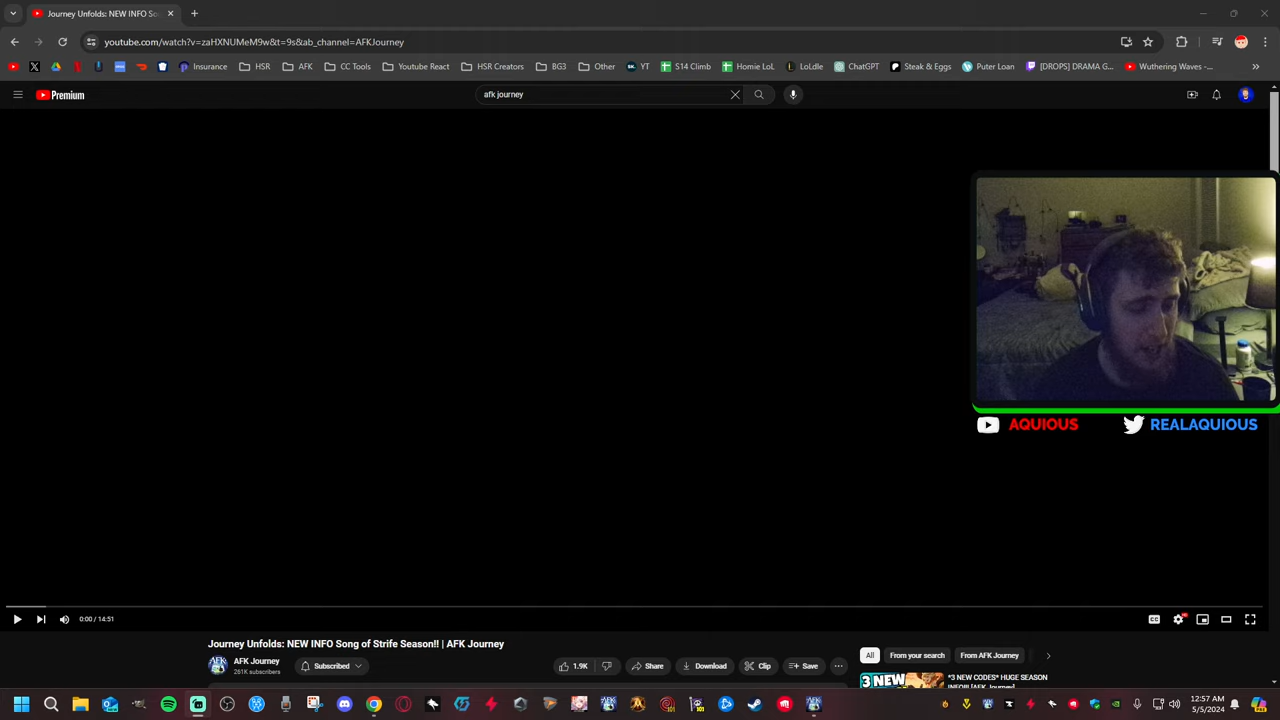 Journey Unfolds: NEW INFO So
youtube.com/watch?v=zaHXNUMeM9w&t=9s&ab_channel=AFKJourney
Insurance
HSR
AFK
CC Tools
Youtube React
HSR Creators
BG3
Other
YT
S14 Climb
Homie LoL
LoLdle
ChatGPT
Steak & Eggs
Puter Loan
[DROPS] DRAMA G...
Wuthering Waves -...
Premium
afk journey
AQUIOUS
REALAQUIOUS
0:00 / 14:51
Journey Unfolds: NEW INFO Song of Strife Season!! | AFK Journey
AFK Journey
261K subscribers
Subscribed
1.9K
Share
Download
Clip
Save
All
From your search
From AFK Journey
3 NEW
*3 NEW CODES* HUGE SEASON
INFO!! [AFK Journey]
12:57 AM
5/5/2024